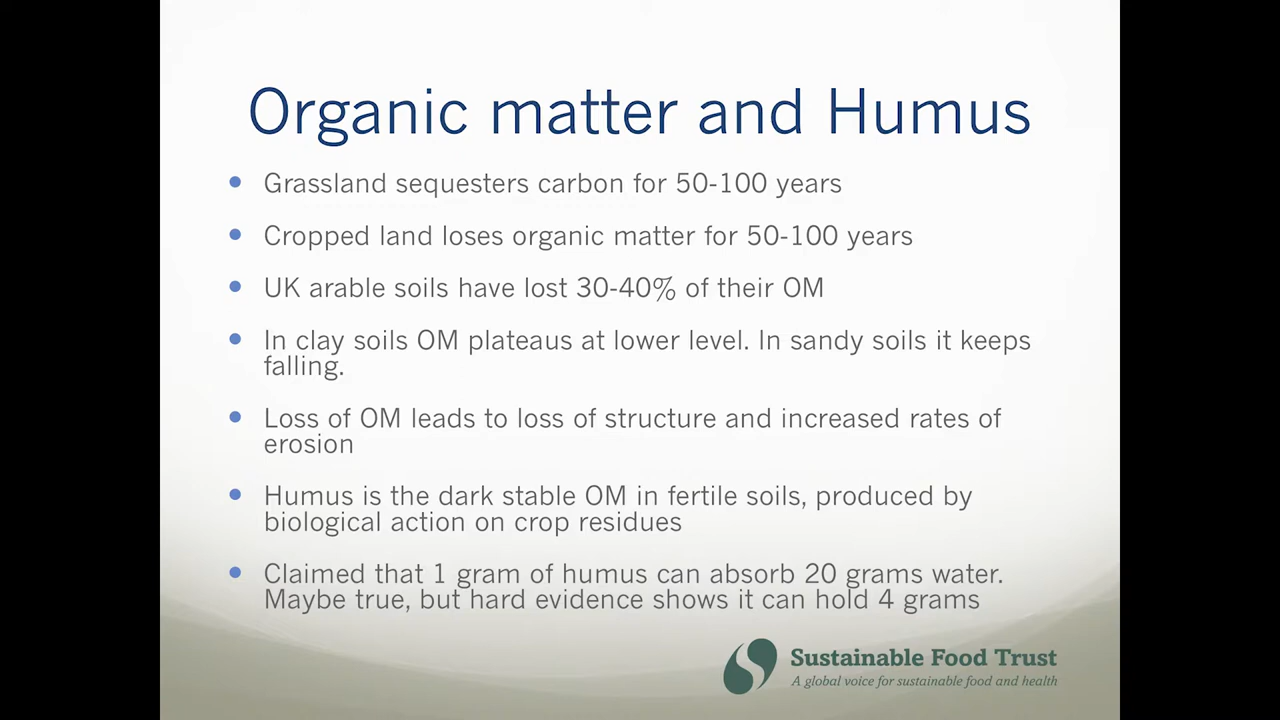 Organic matter and Humus
• Grassland sequesters carbon for 50-100 years
• Cropped land loses organic matter for 50-100 years
• UK arable soils have lost 30-40% of their OM
• In clay soils OM plateaus at lower level. In sandy soils it keeps
falling.
• Loss of OM leads to loss of structure and increased rates of
erosion
• Humus is the dark stable OM in fertile soils, produced by
biological action on crop residues
• Claimed that 1 gram of humus can absorb 20 grams water.
Maybe true, but hard evidence shows it can hold 4 grams
Sustainable Food Trust
A global voice for sustainable food and health